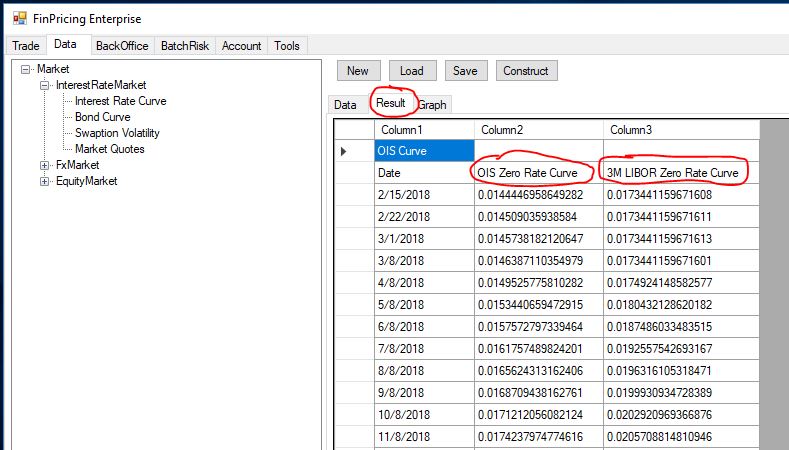 FinPricing Enterprise
Trade Data BackOffice BatchRisk Account Tools
Market
InterestRateMarket
Interest Rate Curve
Bond Curve
Swaption Volatility
Market Quotes
FxMarket
EquityMarket
New Load Save Construct
Data Result Graph
Column1 Column2 Column3
OIS Curve
Date OIS Zero Rate Curve 3M LIBOR Zero Rate Curve
2/15/2018 0.0144446958649282 0.0173441159671608
2/22/2018 0.014509035938584 0.0173441159671611
3/1/2018 0.0145738182120647 0.0173441159671613
3/8/2018 0.0146387110354979 0.0173441159671601
4/8/2018 0.0149525775810282 0.0174924148582577
5/8/2018 0.0153440659472915 0.0180432128620182
6/8/2018 0.0157572797339464 0.0187486033483515
7/8/2018 0.0161757489824201 0.0192557542693167
8/8/2018 0.0165624313162406 0.0196316105318471
9/8/2018 0.0168709438162761 0.0199930934728389
10/8/2018 0.0171212056082124 0.0202920969366876
11/8/2018 0.0174237974774616 0.0205708814810946